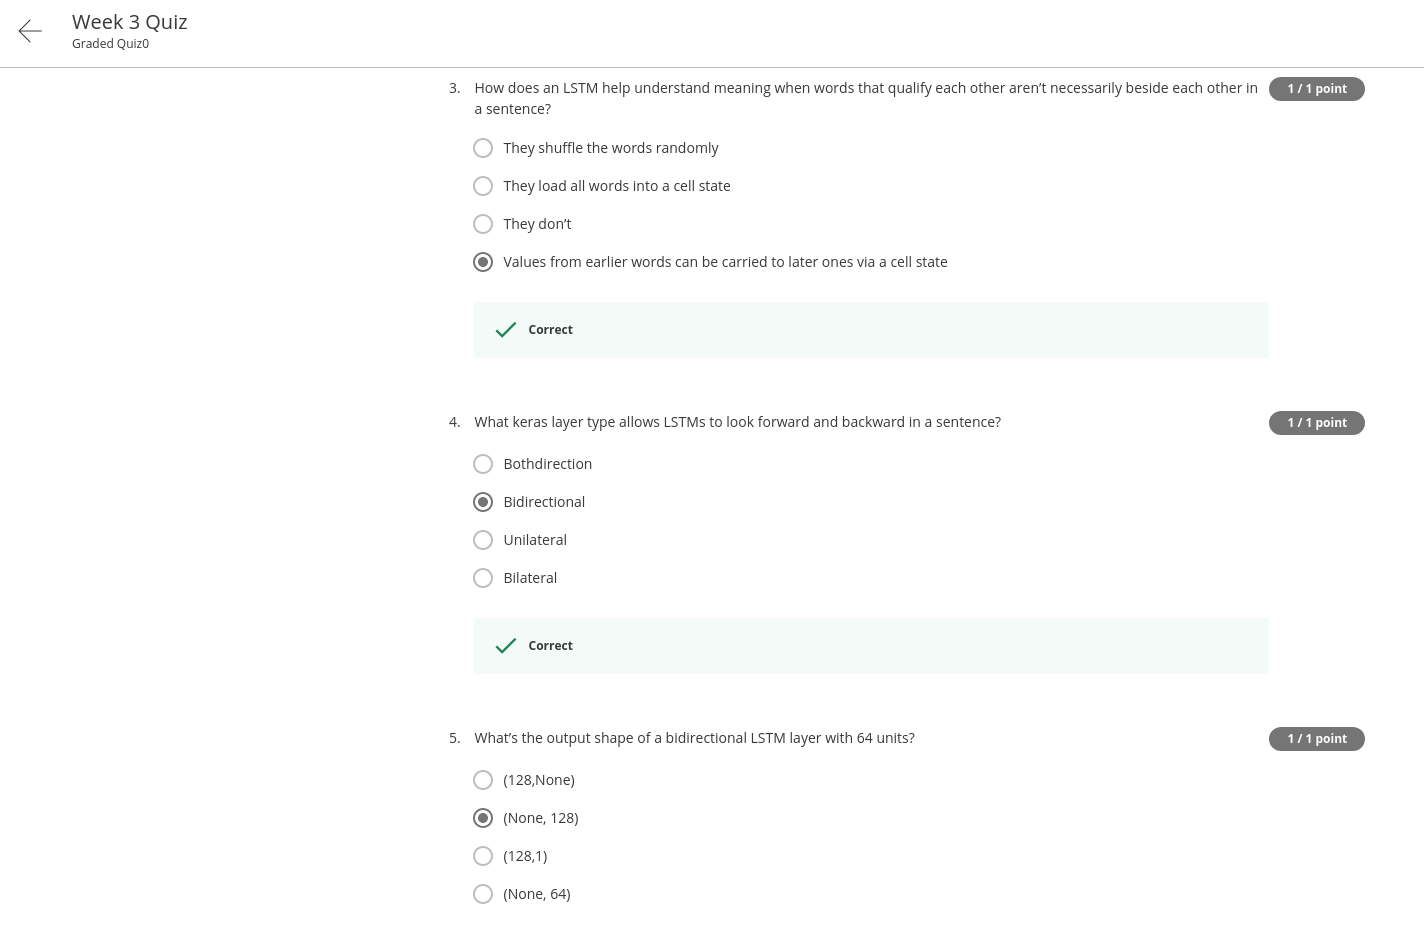 Week 3 Quiz
Graded Quiz0
3. How does an LSTM help understand meaning when words that qualify each other aren’t necessarily beside each other in
a sentence?
1 / 1 point
They shuffle the words randomly
They load all words into a cell state
They don’t
Values from earlier words can be carried to later ones via a cell state
Correct
4. What keras layer type allows LSTMs to look forward and backward in a sentence?
1 / 1 point
Bothdirection
Bidirectional
Unilateral
Bilateral
Correct
5. What’s the output shape of a bidirectional LSTM layer with 64 units?
1 / 1 point
(128,None)
(None, 128)
(128,1)
(None, 64)